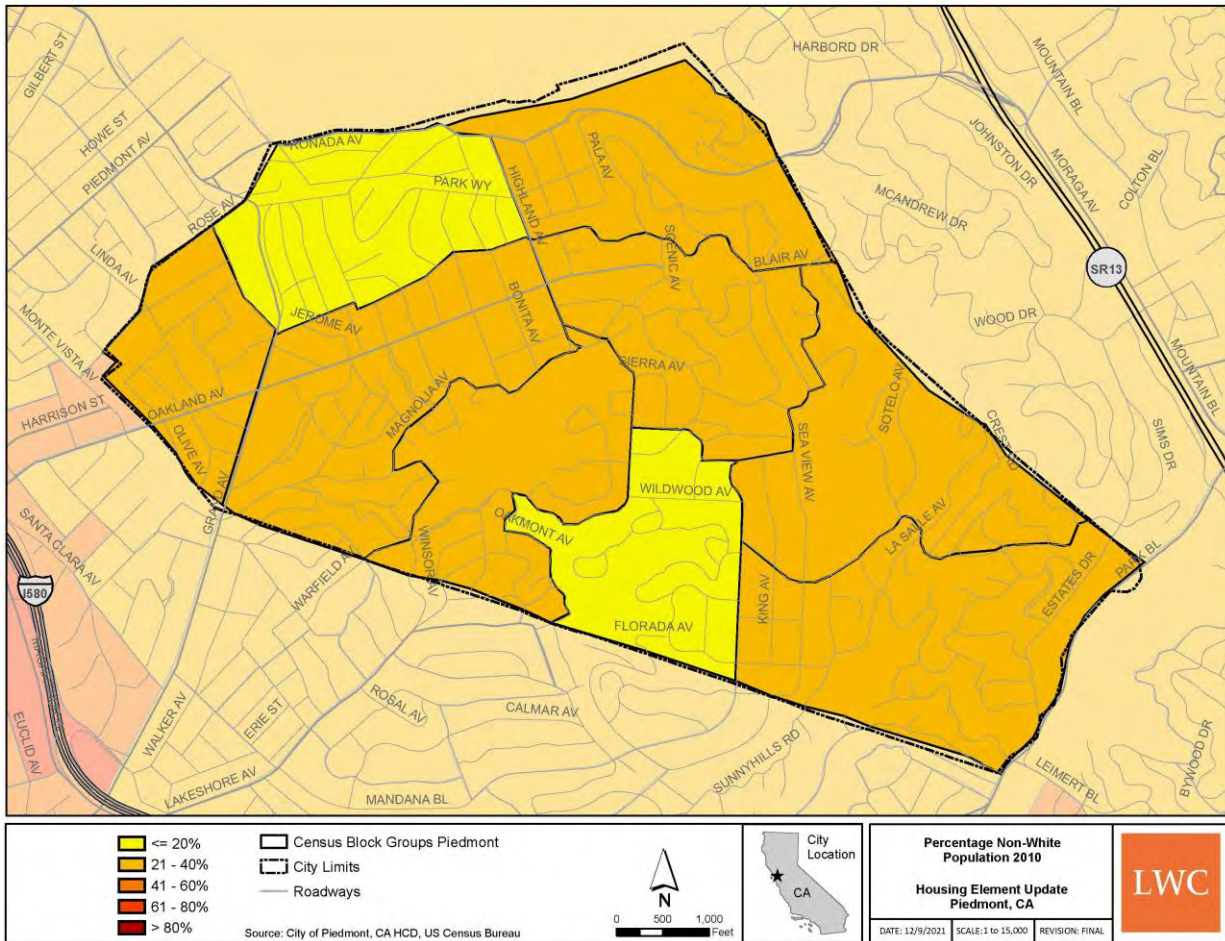 GILBERT ST
HARBORD DR
MOUNTAIN BL
HOWE ST
PIEDMONT AV
RONADA AV
PALA AV
JOHNSTON DR
MORAGA AV
COLTON BL
PARK WY
HIGHLAND AV
MCANDREW DR
ROSE AV
LINDA AV
SCENIC AV
BLAIR AV
SR13
BONITA AV
JEROME AV
WOOD DR
MONTE VISTA AV
SIERRA AV
MOUNTAIN BL
MAGNOLIA AV
SOTELO AV
HARRISON ST
OAKLAND AV
OLIVE AV
SEA VIEW AV
SIMS DR
WILDWOOD AV
GRAND AV
OAKMONT AV
LA SALLE AV
SANTA CLARA AV
WINSOR AV
WARFIELD AV
PARK BL
ESTATES DR
I580
KING AV
FLORADA AV
ROSAL AV
EUCLID AV
WALKER AV
ERIE ST
CALMAR AV
SUNNYHILLS RD
BYWOOD DR
LEIMERT BL
LAKESHORE AV
MANDANA BL
<= 20%
21 - 40%
41 - 60%
61 - 80%
> 80%
Census Block Groups Piedmont
City Limits
Roadways
Source: City of Piedmont, CA HCD, US Census Bureau
N
0 500 1,000
Feet
City
Location
CA
Percentage Non-White
Population 2010
Housing Element Update
Piedmont, CA
DATE: 12/9/2021
SCALE:1 to 15,000
REVISION: FINAL
LWC